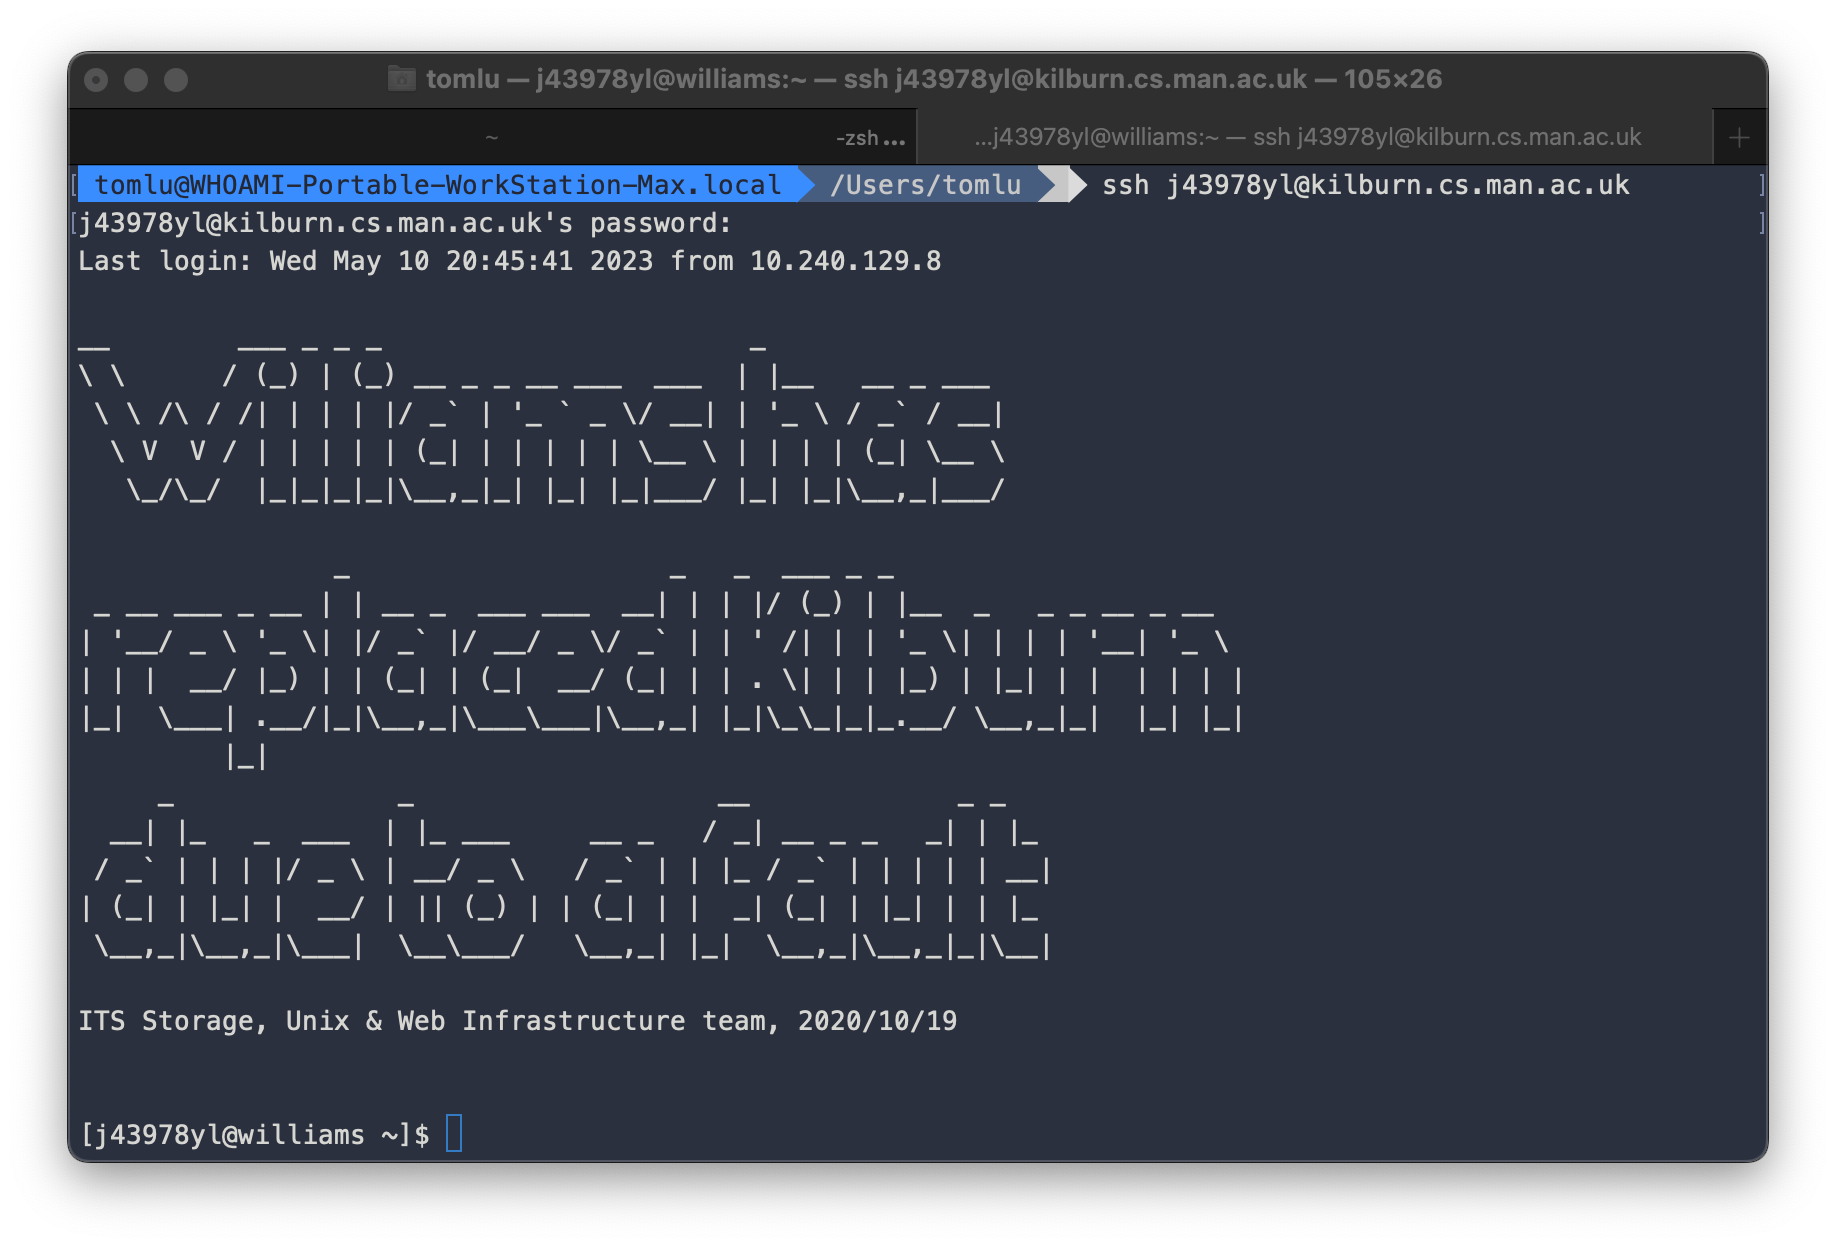 tomlu — j43978yl@williams:~ — ssh j43978yl@kilburn.cs.man.ac.uk — 105×26
~ -zsh ... ...j43978yl@williams:~ — ssh j43978yl@kilburn.cs.man.ac.uk +
tomlu@WHOAMI-Portable-WorkStation-Max.local /Users/tomlu ssh j43978yl@kilburn.cs.man.ac.uk
j43978yl@kilburn.cs.man.ac.uk's password:
Last login: Wed May 10 20:45:41 2023 from 10.240.129.8
Williams has
replaced kilburn
due to a fault
ITS Storage, Unix & Web Infrastructure team, 2020/10/19
[j43978yl@williams ~]$